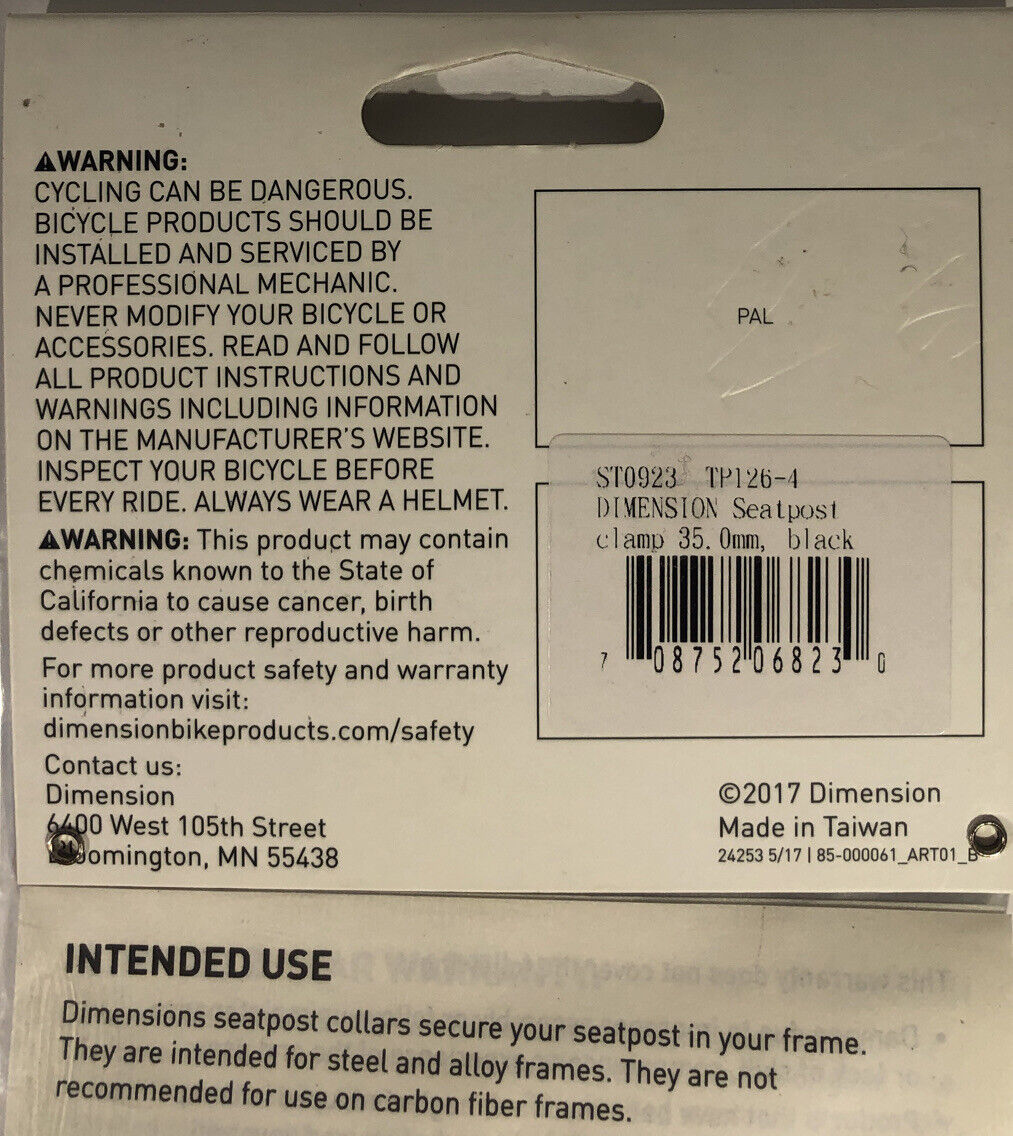 ⚠WARNING:
CYCLING CAN BE DANGEROUS.
BICYCLE PRODUCTS SHOULD BE
INSTALLED AND SERVICED BY
A PROFESSIONAL MECHANIC.
NEVER MODIFY YOUR BICYCLE OR
ACCESSORIES. READ AND FOLLOW
ALL PRODUCT INSTRUCTIONS AND
WARNINGS INCLUDING INFORMATION
ON THE MANUFACTURER'S WEBSITE.
INSPECT YOUR BICYCLE BEFORE
EVERY RIDE. ALWAYS WEAR A HELMET.
⚠WARNING: This product may contain
chemicals known to the State of
California to cause cancer, birth
defects or other reproductive harm.
For more product safety and warranty
information visit:
dimensionbikeproducts.com/safety
Contact us:
Dimension
6400 West 105th Street
MN 55438
PAL
ST0923 TP126-4
DIMENSION Seatpost
clamp 35.0mm, black
7 08752 06823 0
©2017 Dimension
Made in Taiwan
24253 5/17 | 85-000061_ART01_B
INTENDED USE
Dimensions seatpost collars secure your seatpost in your frame.
They are intended for steel and alloy frames. They are not
recommended for use on carbon fiber frames.